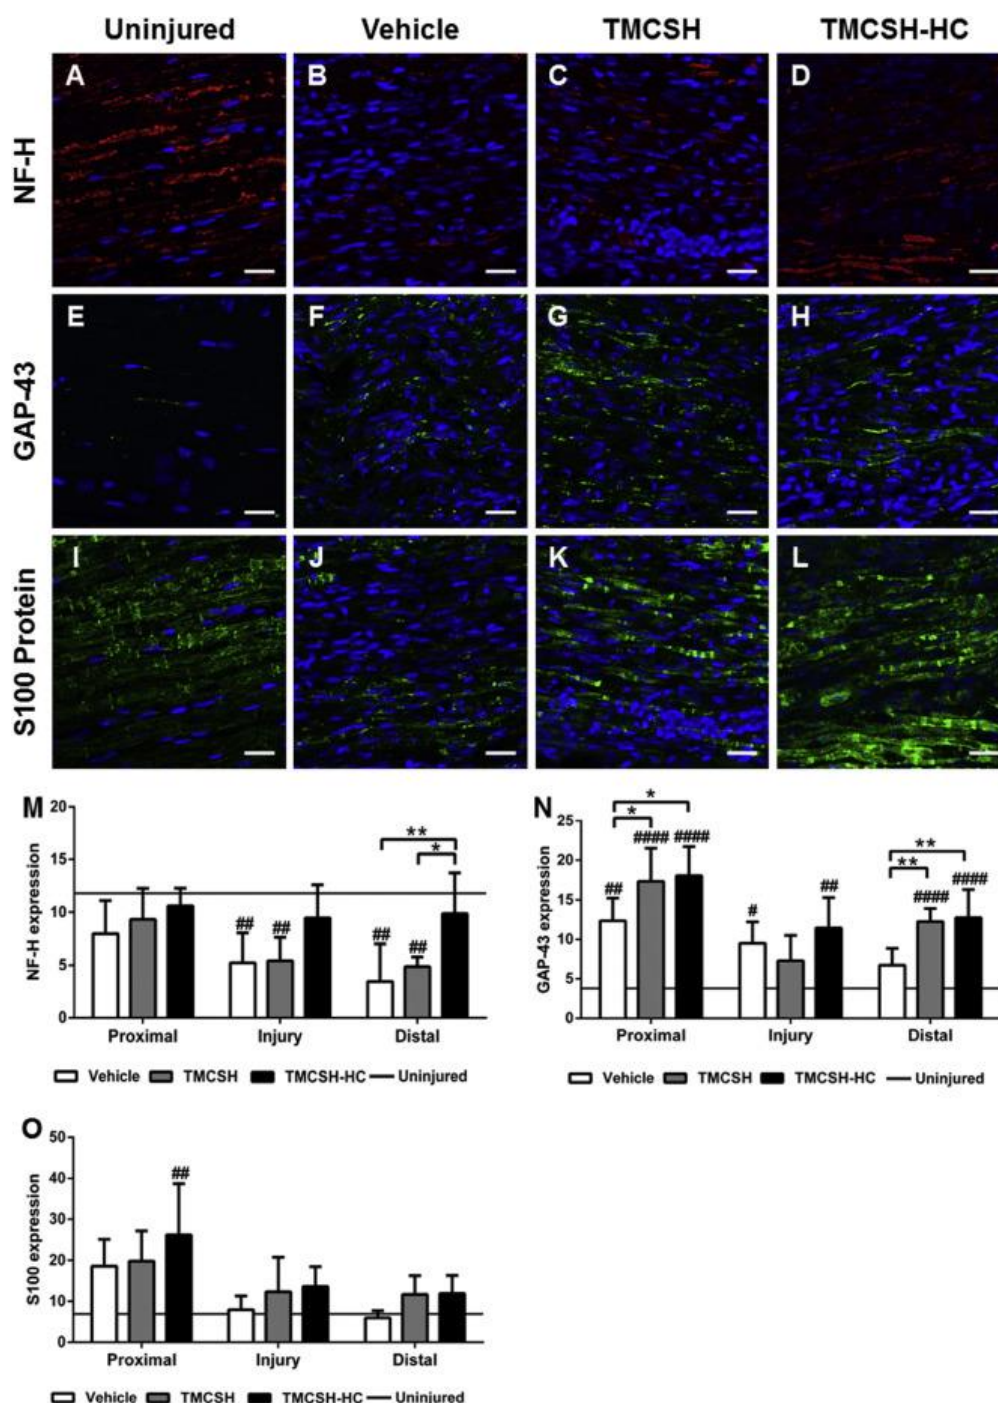 Uninjured Vehicle TMCSH TMCSH-HC
NF-H
A B C D
GAP-43
E F G H
S100 Protein
I J K L
M
NF-H expression
20
15
10
5
0
** 
*
## ## ## ##
Proximal Injury Distal
Vehicle TMCSH TMCSH-HC Uninjured
N
GAP-43 expression
25
20
15
10
5
0
* **
* **
#### #### ####
####
## # ##
Proximal Injury Distal
Vehicle TMCSH TMCSH-HC Uninjured
O
S100 expression
50
40
30
20
10
0
##
Proximal Injury Distal
Vehicle TMCSH TMCSH-HC Uninjured